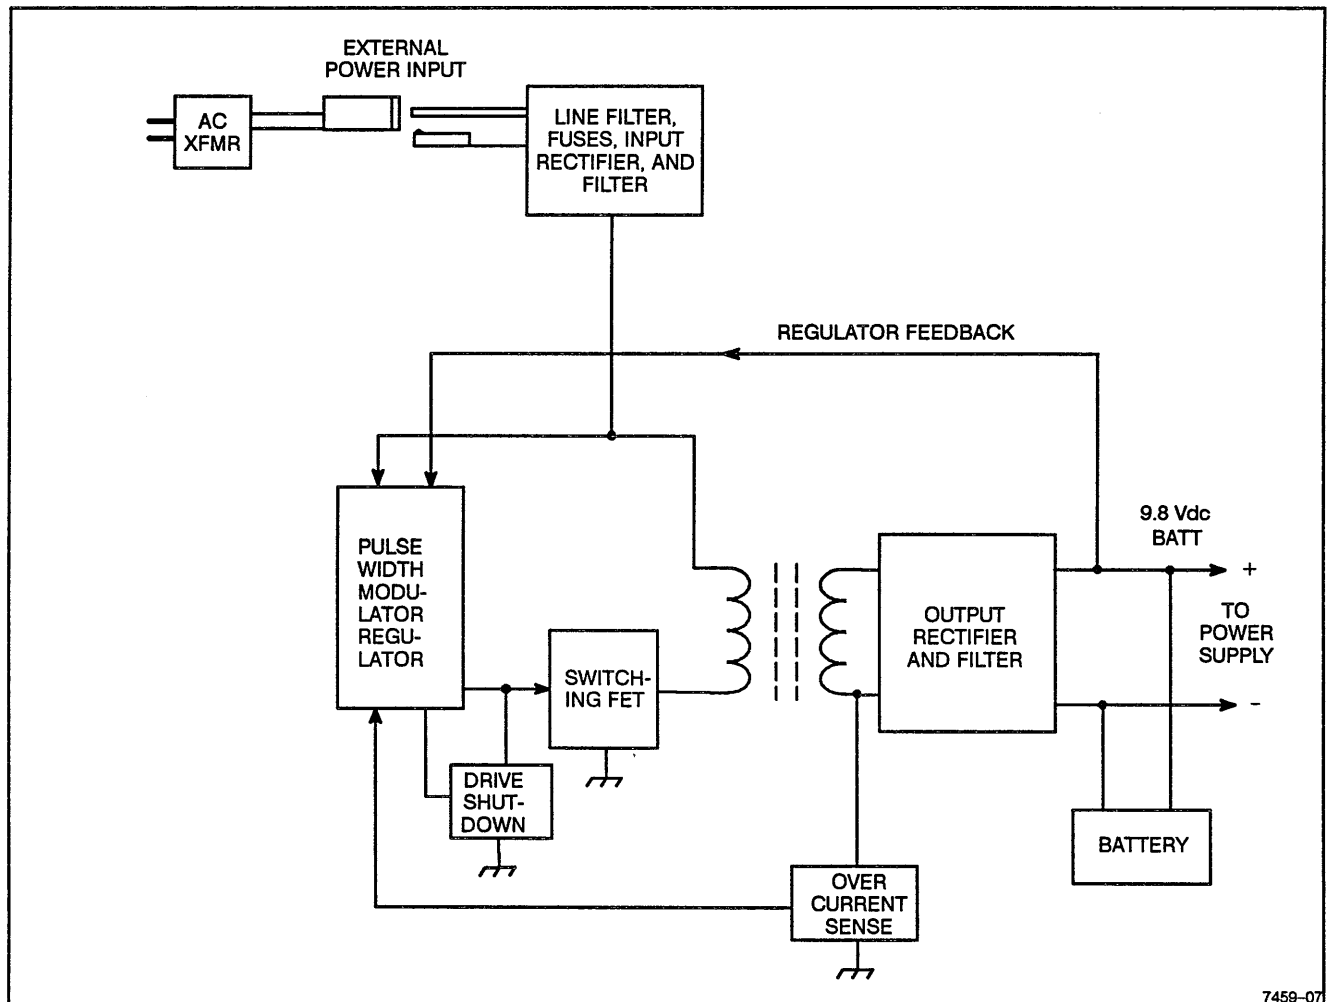 EXTERNAL
POWER INPUT
AC
XFMR
LINE FILTER,
FUSES, INPUT
RECTIFIER, AND
FILTER
REGULATOR FEEDBACK
PULSE
WIDTH
MODU-
LATOR
REGU-
LATOR
SWITCH-
ING FET
DRIVE
SHUT-
DOWN
OUTPUT
RECTIFIER
AND FILTER
9.8 Vdc
BATT
+
TO
POWER
SUPPLY
-
BATTERY
OVER
CURRENT
SENSE
7459-07